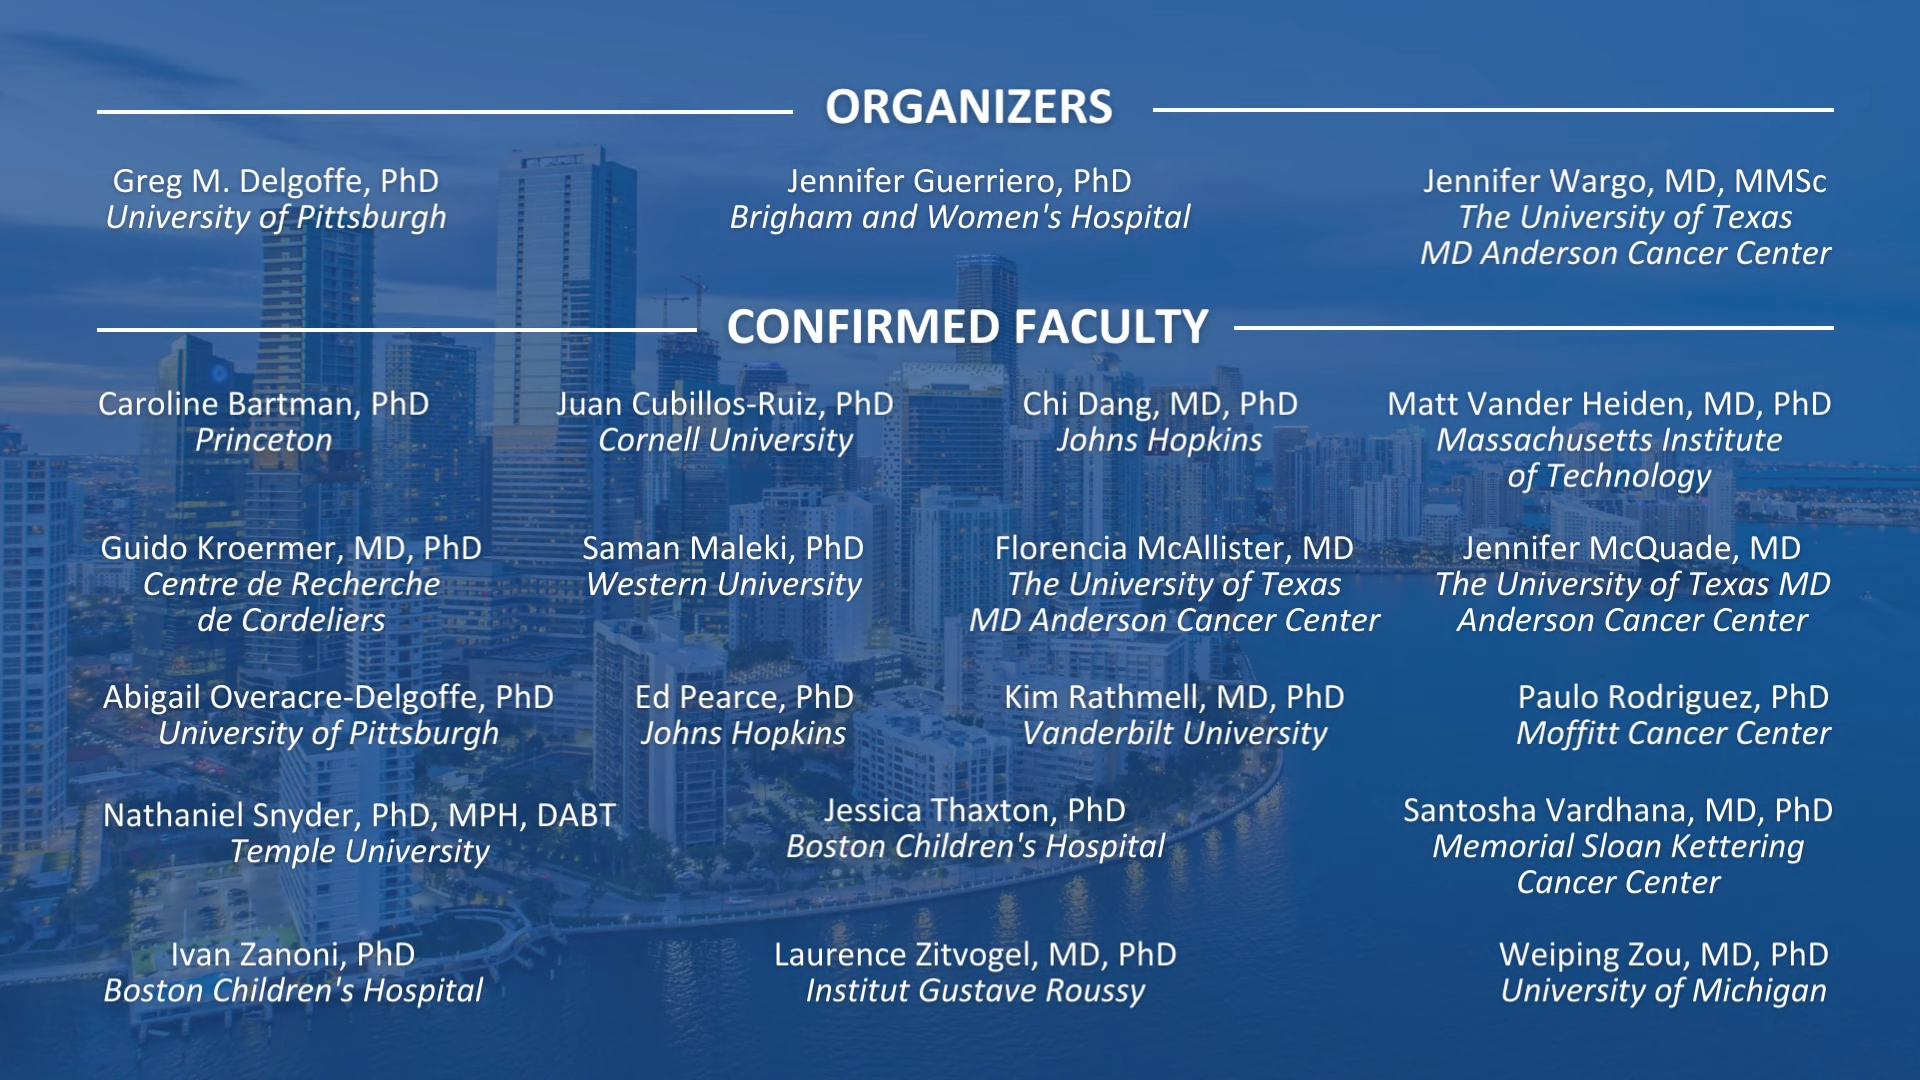 ORGANIZERS
Greg M. Delgoffe, PhD
University of Pittsburgh
Jennifer Guerriero, PhD
Brigham and Women's Hospital
Jennifer Wargo, MD, MMSc
The University of Texas
MD Anderson Cancer Center
CONFIRMED FACULTY
Caroline Bartman, PhD
Princeton
Juan Cubillos-Ruiz, PhD
Cornell University
Chi Dang, MD, PhD
Johns Hopkins
Matt Vander Heiden, MD, PhD
Massachusetts Institute
of Technology
Guido Kroermer, MD, PhD
Centre de Recherche
de Cordeliers
Saman Maleki, PhD
Western University
Florencia McAllister, MD
The University of Texas
MD Anderson Cancer Center
Jennifer McQuade, MD
The University of Texas MD
Anderson Cancer Center
Abigail Overacre-Delgoffe, PhD
University of Pittsburgh
Ed Pearce, PhD
Johns Hopkins
Kim Rathmell, MD, PhD
Vanderbilt University
Paulo Rodriguez, PhD
Moffitt Cancer Center
Nathaniel Snyder, PhD, MPH, DABT
Temple University
Jessica Thaxton, PhD
Boston Children's Hospital
Santosha Vardhana, MD, PhD
Memorial Sloan Kettering
Cancer Center
Ivan Zanoni, PhD
Boston Children's Hospital
Laurence Zitvogel, MD, PhD
Institut Gustave Roussy
Weiping Zou, MD, PhD
University of Michigan